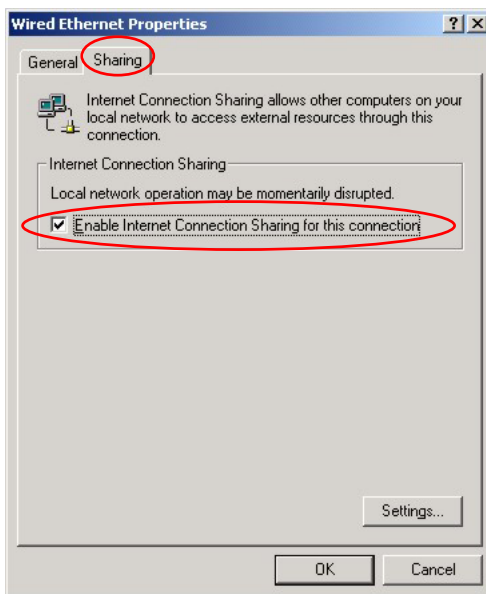 Wired Ethernet Properties
General Sharing
Internet Connection Sharing allows other computers on your
local network to access external resources through this
connection.
Internet Connection Sharing
Local network operation may be momentarily disrupted.
Enable Internet Connection Sharing for this connection
Settings...
OK Cancel